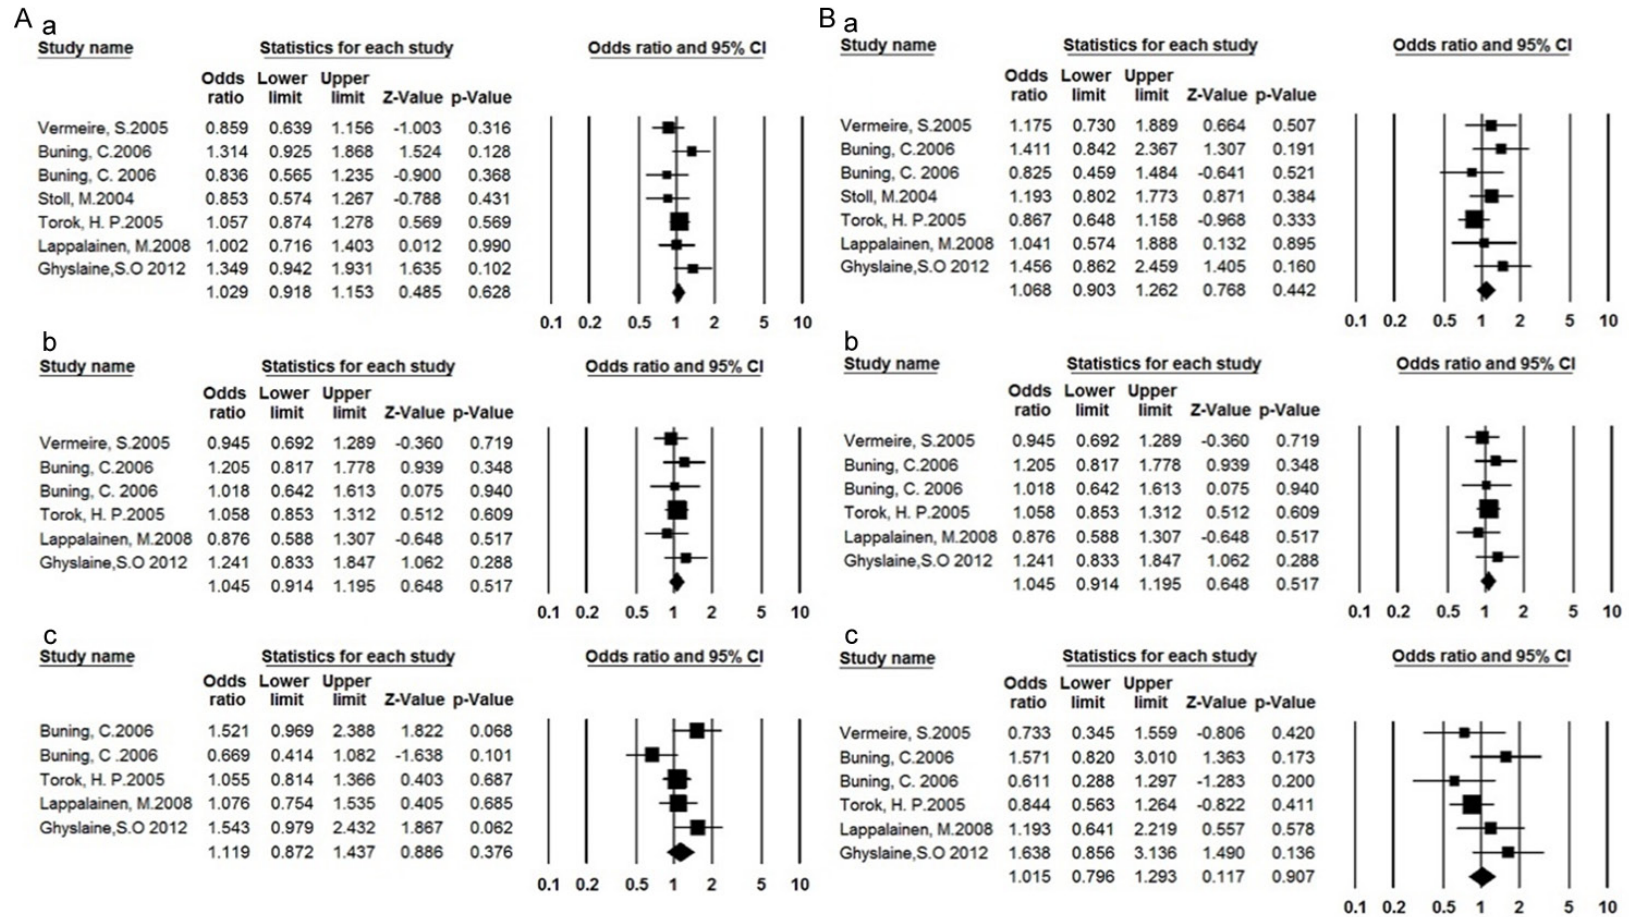 A a
Study name Statistics for each study Odds ratio and 95% CI
Odds Lower Upper
ratio limit limit Z-Value p-Value
Vermeire, S.2005 0.859 0.639 1.156 -1.003 0.316
Buning, C.2006 1.314 0.925 1.868 1.524 0.128
Buning, C. 2006 0.836 0.565 1.235 -0.900 0.368
Stoll, M.2004 0.853 0.574 1.267 -0.788 0.431
Torok, H. P.2005 1.057 0.874 1.278 0.569 0.569
Lappalainen, M.2008 1.002 0.716 1.403 0.012 0.990
Ghyslaine,S.O 2012 1.349 0.942 1.931 1.635 0.102
1.029 0.918 1.153 0.485 0.628
0.1 0.2 0.5 1 2 5 10
b
Study name Statistics for each study Odds ratio and 95% CI
Odds Lower Upper
ratio limit limit Z-Value p-Value
Vermeire, S.2005 0.945 0.692 1.289 -0.360 0.719
Buning, C.2006 1.205 0.817 1.778 0.939 0.348
Buning, C. 2006 1.018 0.642 1.613 0.075 0.940
Torok, H. P.2005 1.058 0.853 1.312 0.512 0.609
Lappalainen, M.2008 0.876 0.588 1.307 -0.648 0.517
Ghyslaine,S.O 2012 1.241 0.833 1.847 1.062 0.288
1.045 0.914 1.195 0.648 0.517
0.1 0.2 0.5 1 2 5 10
c
Study name Statistics for each study Odds ratio and 95% CI
Odds Lower Upper
ratio limit limit Z-Value p-Value
Buning, C.2006 1.521 0.969 2.388 1.822 0.068
Buning, C .2006 0.669 0.414 1.082 -1.638 0.101
Torok, H. P.2005 1.055 0.814 1.366 0.403 0.687
Lappalainen, M.2008 1.076 0.754 1.535 0.405 0.685
Ghyslaine,S.O 2012 1.543 0.979 2.432 1.867 0.062
1.119 0.872 1.437 0.886 0.376
0.1 0.2 0.5 1 2 5 10
B a
Study name Statistics for each study Odds ratio and 95% CI
Odds Lower Upper
ratio limit limit Z-Value p-Value
Vermeire, S.2005 1.175 0.730 1.889 0.664 0.507
Buning, C.2006 1.411 0.842 2.367 1.307 0.191
Buning, C. 2006 0.825 0.459 1.484 -0.641 0.521
Stoll, M.2004 1.193 0.802 1.773 0.871 0.384
Torok, H. P.2005 0.867 0.648 1.158 -0.968 0.333
Lappalainen, M.2008 1.041 0.574 1.888 0.132 0.895
Ghyslaine,S.O 2012 1.456 0.862 2.459 1.405 0.160
1.068 0.903 1.262 0.768 0.442
0.1 0.2 0.5 1 2 5 10
b
Study name Statistics for each study Odds ratio and 95% CI
Odds Lower Upper
ratio limit limit Z-Value p-Value
Vermeire, S.2005 0.945 0.692 1.289 -0.360 0.719
Buning, C.2006 1.205 0.817 1.778 0.939 0.348
Buning, C. 2006 1.018 0.642 1.613 0.075 0.940
Torok, H. P.2005 1.058 0.853 1.312 0.512 0.609
Lappalainen, M.2008 0.876 0.588 1.307 -0.648 0.517
Ghyslaine,S.O 2012 1.241 0.833 1.847 1.062 0.288
1.045 0.914 1.195 0.648 0.517
0.1 0.2 0.5 1 2 5 10
c
Study name Statistics for each study Odds ratio and 95% CI
Odds Lower Upper
ratio limit limit Z-Value p-Value
Vermeire, S.2005 0.733 0.345 1.559 -0.806 0.420
Buning, C.2006 1.571 0.820 3.010 1.363 0.173
Buning, C. 2006 0.611 0.288 1.297 -1.283 0.200
Torok, H. P.2005 0.844 0.563 1.264 -0.822 0.411
Lappalainen, M.2008 1.193 0.641 2.219 0.557 0.578
Ghyslaine,S.O 2012 1.638 0.856 3.136 1.490 0.136
1.015 0.796 1.293 0.117 0.907
0.1 0.2 0.5 1 2 5 10